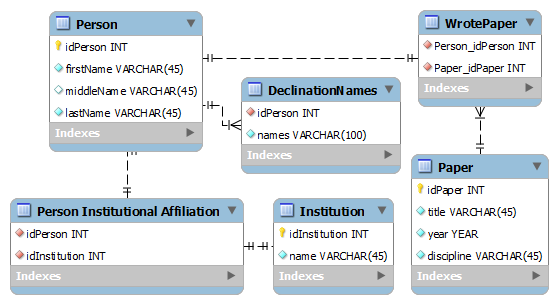 Person
idPerson INT
firstName VARCHAR(45)
middleName VARCHAR(45)
lastName VARCHAR(45)
Indexes
WrotePaper
Person_idPerson INT
Paper_idPaper INT
Indexes
DeclinationNames
idPerson INT
names VARCHAR(100)
Indexes
Paper
idPaper INT
title VARCHAR(45)
year YEAR
discipline VARCHAR(45)
Indexes
Person Institutional Affiliation
idPerson INT
idInstitution INT
Indexes
Institution
idInstitution INT
name VARCHAR(45)
Indexes